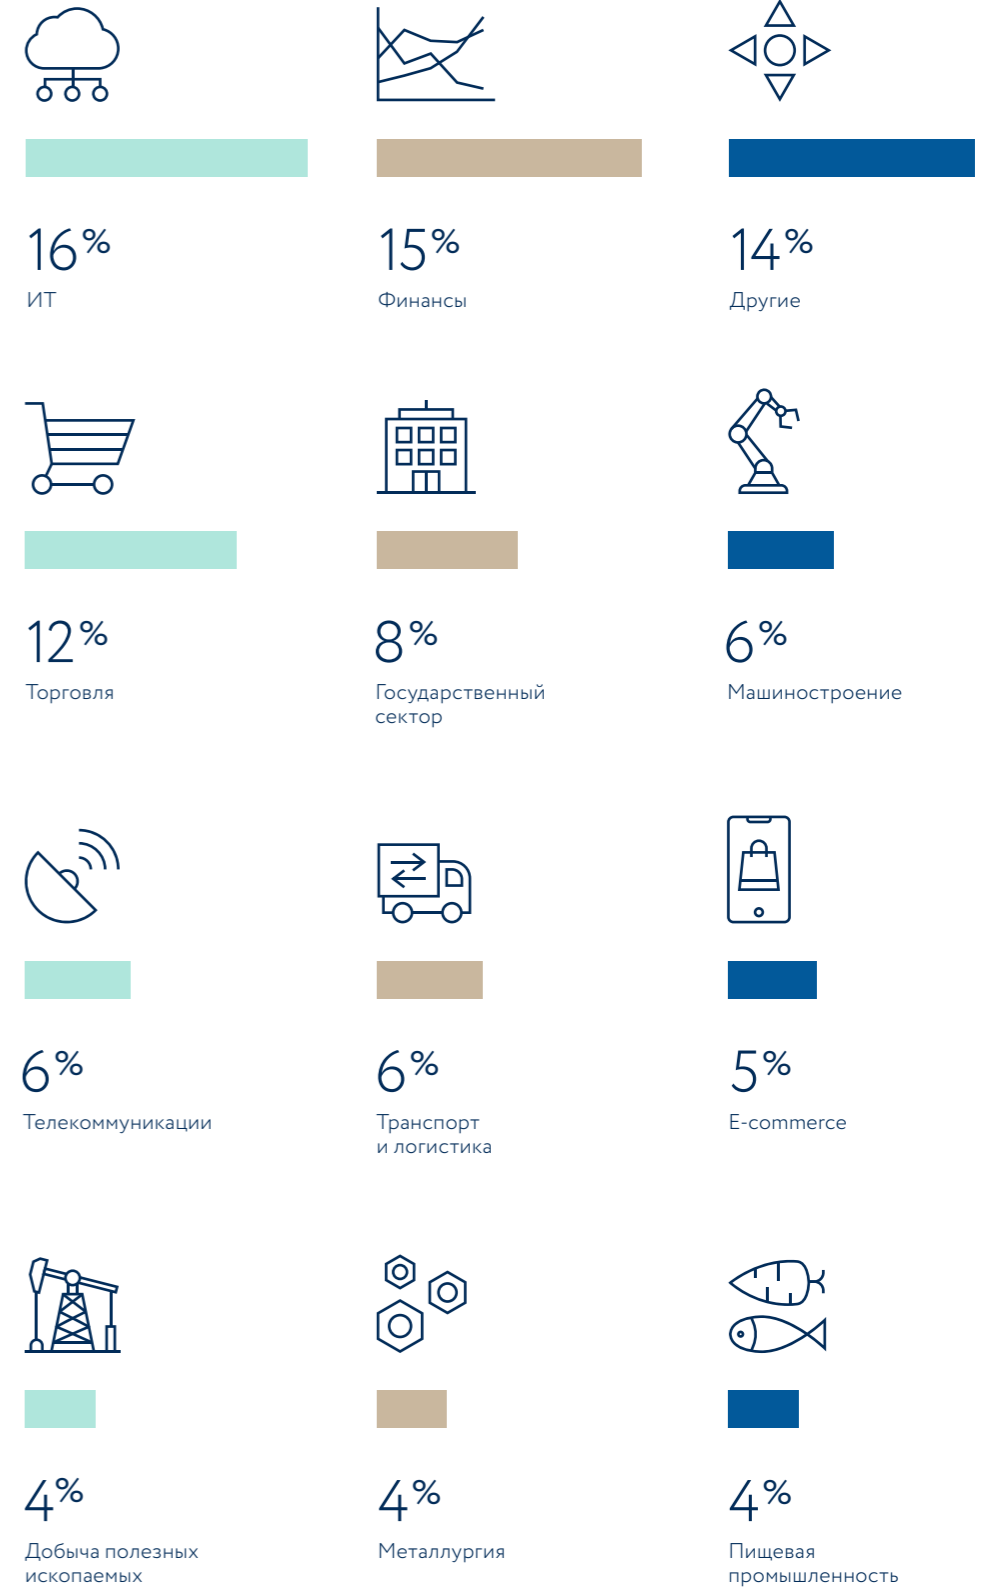 16%
ИТ
15%
Финансы
14%
Другие
12%
Торговля
8%
Государственный
сектор
6%
Машиностроение
6%
Телекоммуникации
6%
Транспорт
и логистика
5%
E-commerce
4%
Добыча полезных
ископаемых
4%
Металлургия
4%
Пищевая
промышленность